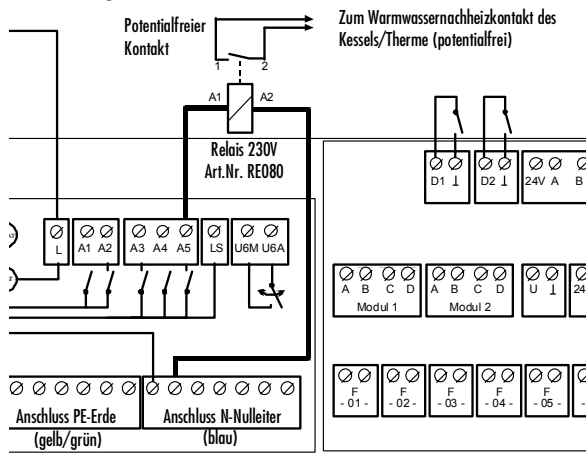 Potentialfreier
Kontakt
Zum Warmwassernachheizkontakt des
Kessels/Therme (potentialfrei)
1 2
A1 A2
Relais 230V
Art.Nr. RE080
D1 ⊥ D2 ⊥ 24V A B
L A1 A2 A3 A4 A5 LS U6M U6A
A B C D A B C D U ⊥ 24
Modul 1 Modul 2
F F F F F
- 01 - - 02 - - 03 - - 04 - - 05 - -
Anschluss PE-Erde Anschluss N-Nulleiter
(gelb/grün) (blau)